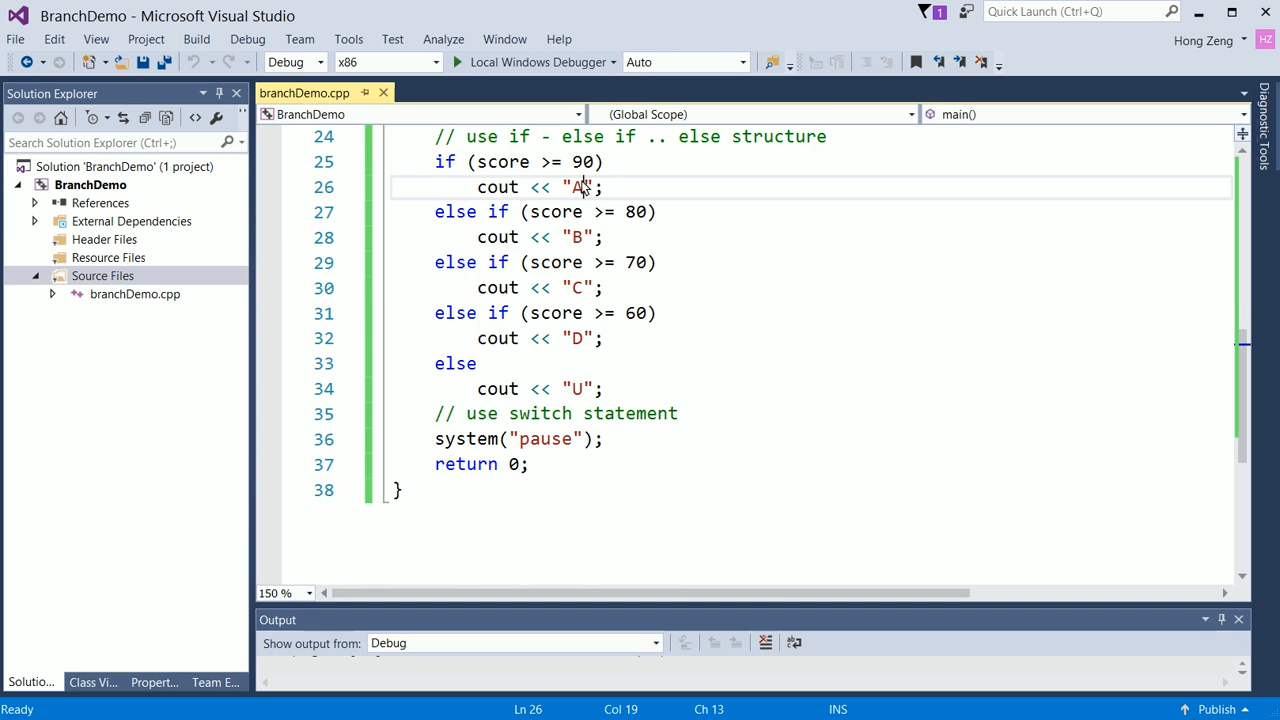 BranchDemo - Microsoft Visual Studio
1
Quick Launch (Ctrl+Q)
File Edit View Project Build Debug Team Tools Test Analyze Window Help
Hong Zeng HZ
Debug x86 Local Windows Debugger Auto
Solution Explorer
branchDemo.cpp
BranchDemo (Global Scope) main()
Search Solution Explorer (Ctrl+;)
Solution 'BranchDemo' (1 project)
BranchDemo
References
External Dependencies
Header Files
Resource Files
Source Files
branchDemo.cpp
24 // use if - else if .. else structure
25 if (score >= 90)
26 cout << "A";
27 else if (score >= 80)
28 cout << "B";
29 else if (score >= 70)
30 cout << "C";
31 else if (score >= 60)
32 cout << "D";
33 else
34 cout << "U";
35 // use switch statement
36 system("pause");
37 return 0;
38 }
150 %
Output
Show output from: Debug
Solutio... Class Vi... Propert... Team E...
Diagnostic Tools
Ready Ln 26 Col 19 Ch 13 INS Publish